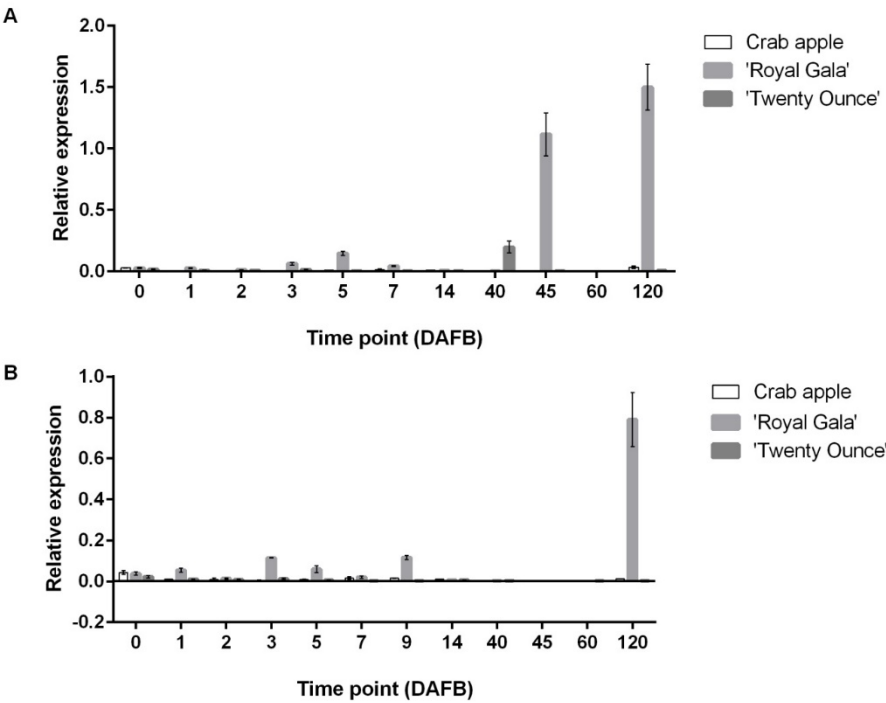 A
2.0
1.5
1.0
0.5
0.0
Relative expression
0 1 2 3 5 7 14 40 45 60 120
Time point (DAFB)
Crab apple
'Royal Gala'
'Twenty Ounce'
B
1.0
0.8
0.6
0.4
0.2
0.0
-0.2
Relative expression
0 1 2 3 5 7 9 14 40 45 60 120
Time point (DAFB)
Crab apple
'Royal Gala'
'Twenty Ounce'